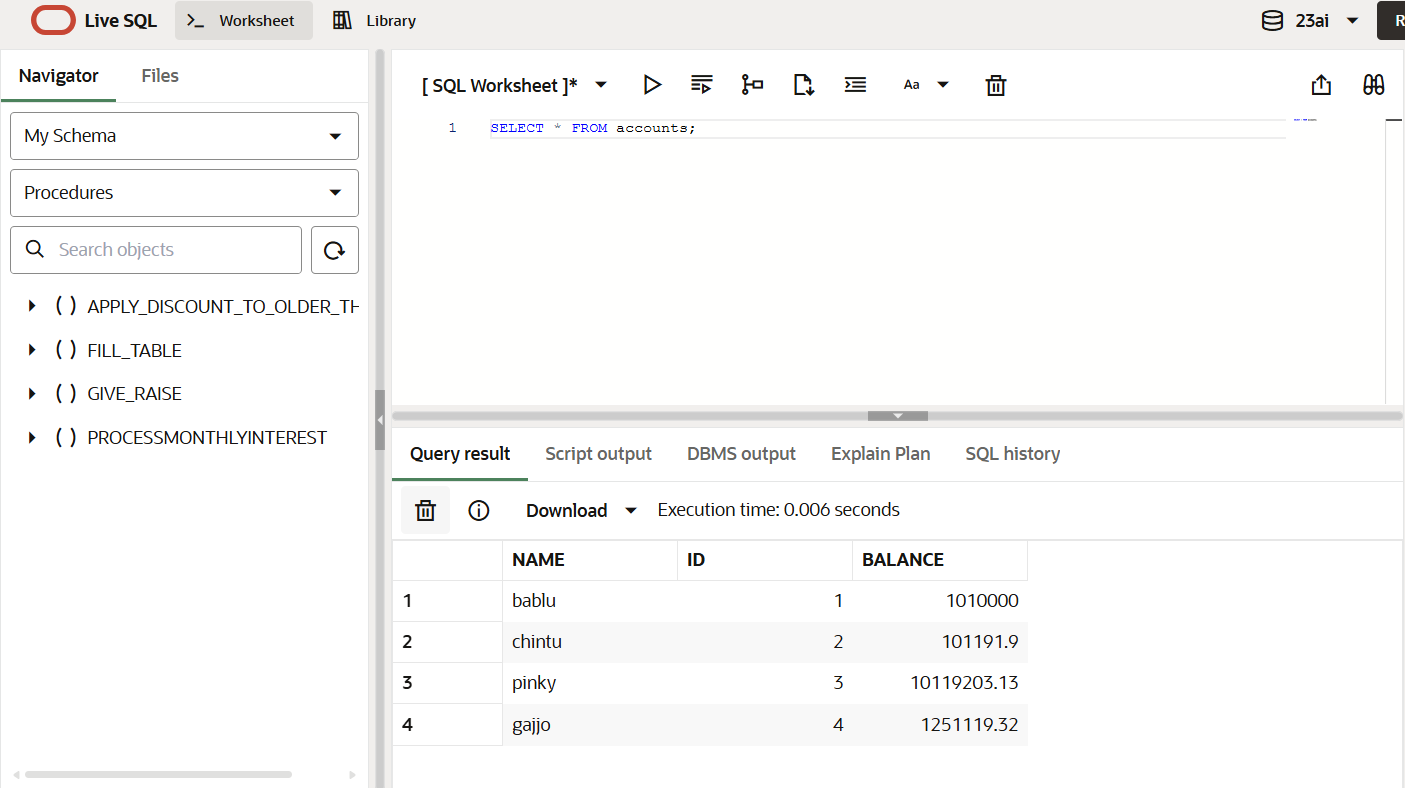 Live SQL
Worksheet
Library
23ai
R
Navigator
Files
[ SQL Worksheet ]*
Aa
My Schema
Procedures
Search objects
APPLY_DISCOUNT_TO_OLDER_TH
FILL_TABLE
GIVE_RAISE
PROCESSMONTHLYINTEREST
1 SELECT * FROM accounts;
Query result Script output DBMS output Explain Plan SQL history
Download Execution time: 0.006 seconds
NAME ID BALANCE
1 bablu 1 1010000
2 chintu 2 101191.9
3 pinky 3 10119203.13
4 gajjo 4 1251119.32